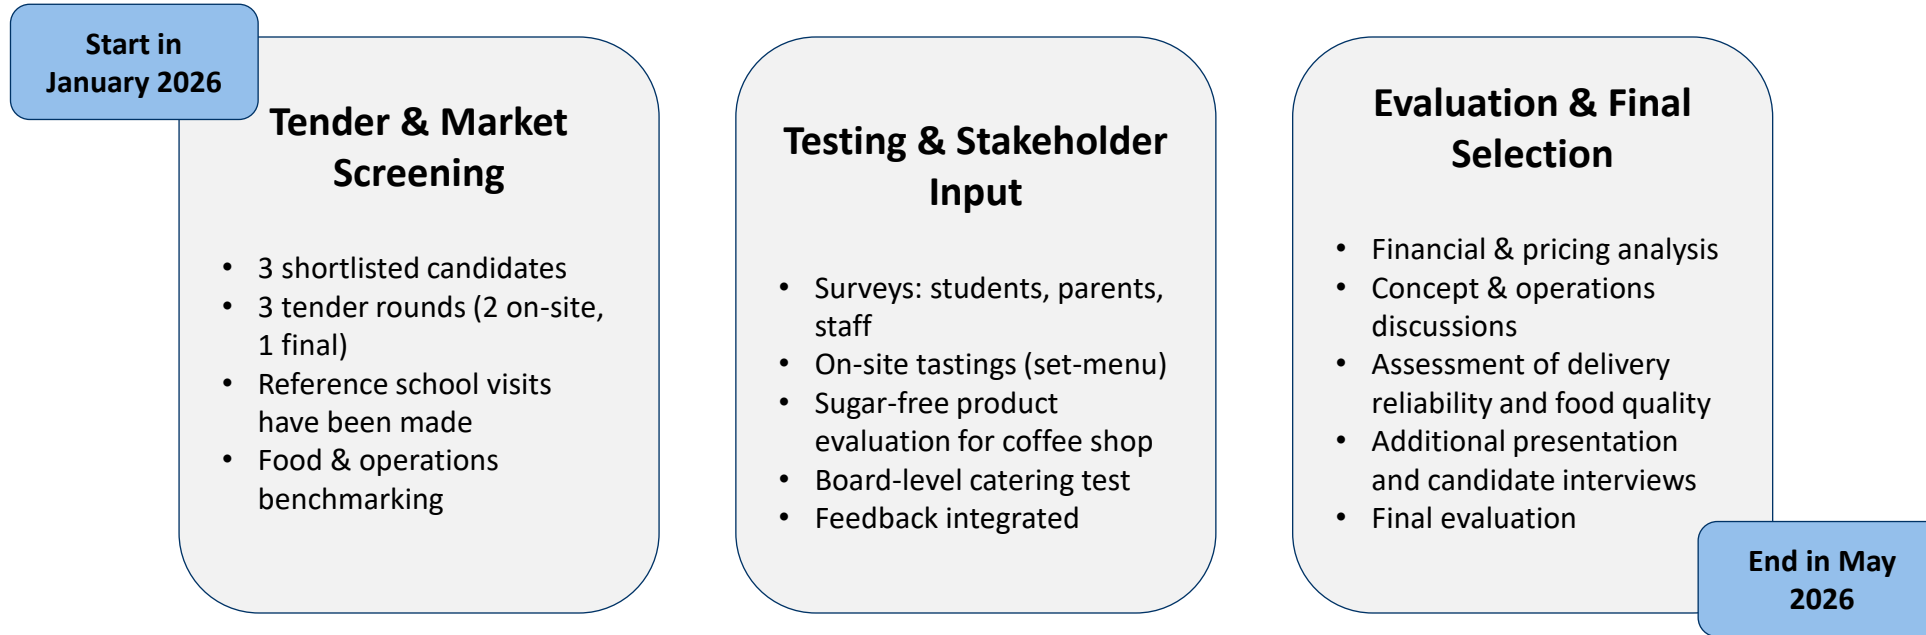 Start in
January 2026
Tender & Market
Screening
• 3 shortlisted candidates
• 3 tender rounds (2 on-site,
1 final)
• Reference school visits
have been made
• Food & operations
benchmarking
Testing & Stakeholder
Input
• Surveys: students, parents,
staff
• On-site tastings (set-menu)
• Sugar-free product
evaluation for coffee shop
• Board-level catering test
• Feedback integrated
Evaluation & Final
Selection
• Financial & pricing analysis
• Concept & operations
discussions
• Assessment of delivery
reliability and food quality
• Additional presentation
and candidate interviews
• Final evaluation
End in May
2026